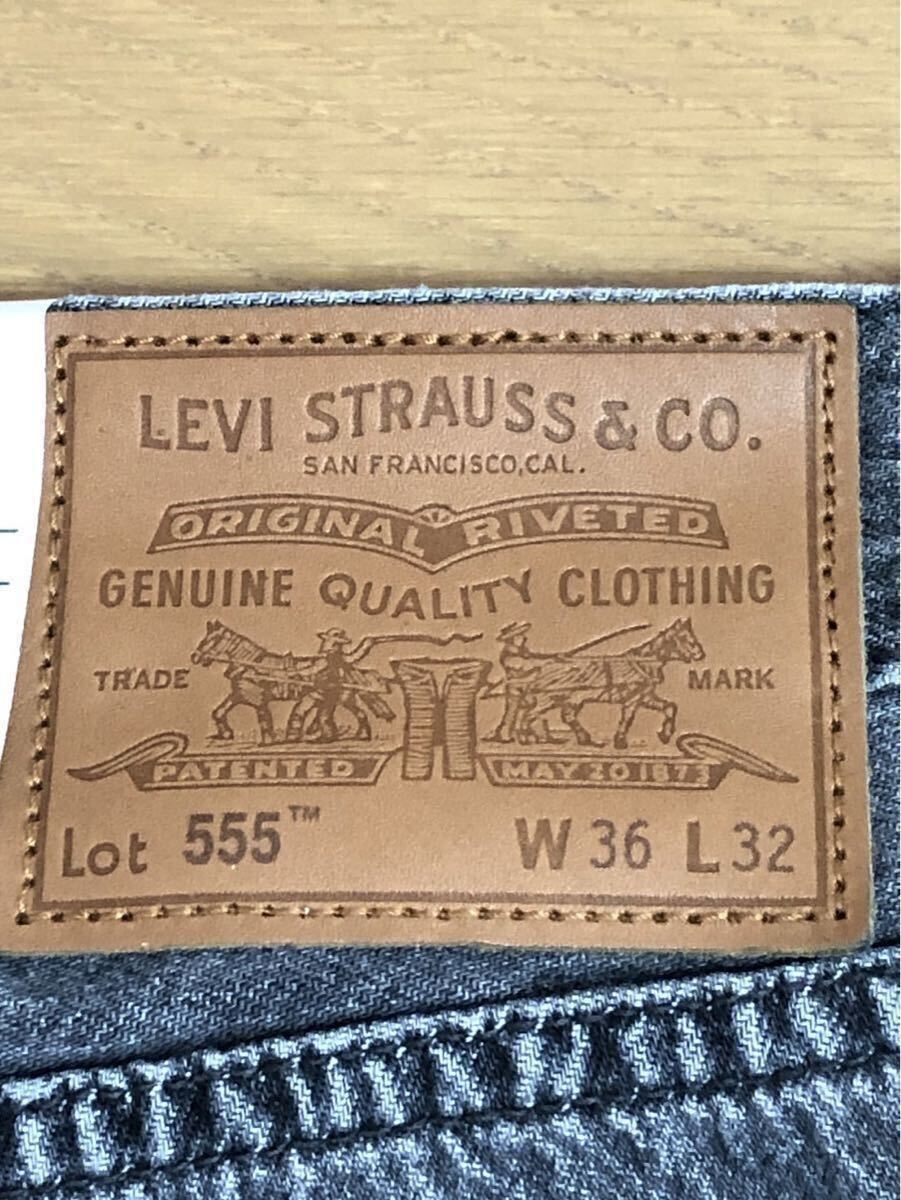 LEVI STRAUSS & CO.
SAN FRANCISCO, CAL.
ORIGINAL RIVETED
GENUINE QUALITY CLOTHING
TRADE MARK
PATENTED MAY 20 1873
Lot 555™ W 36 L 32